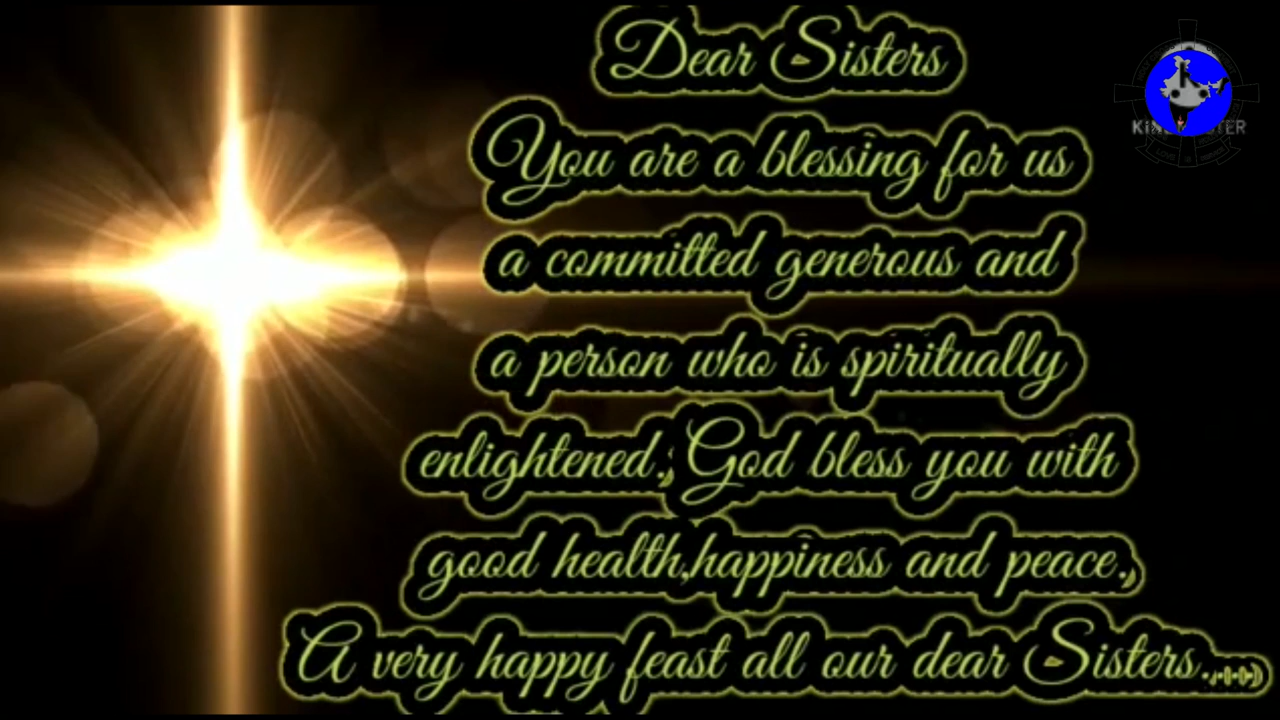 Dear Sisters
You are a blessing for us
a committed generous and
a person who is spiritually
enlightened., God bless you with
good health,happiness and peace.,
A very happy feast all our dear Sisters....